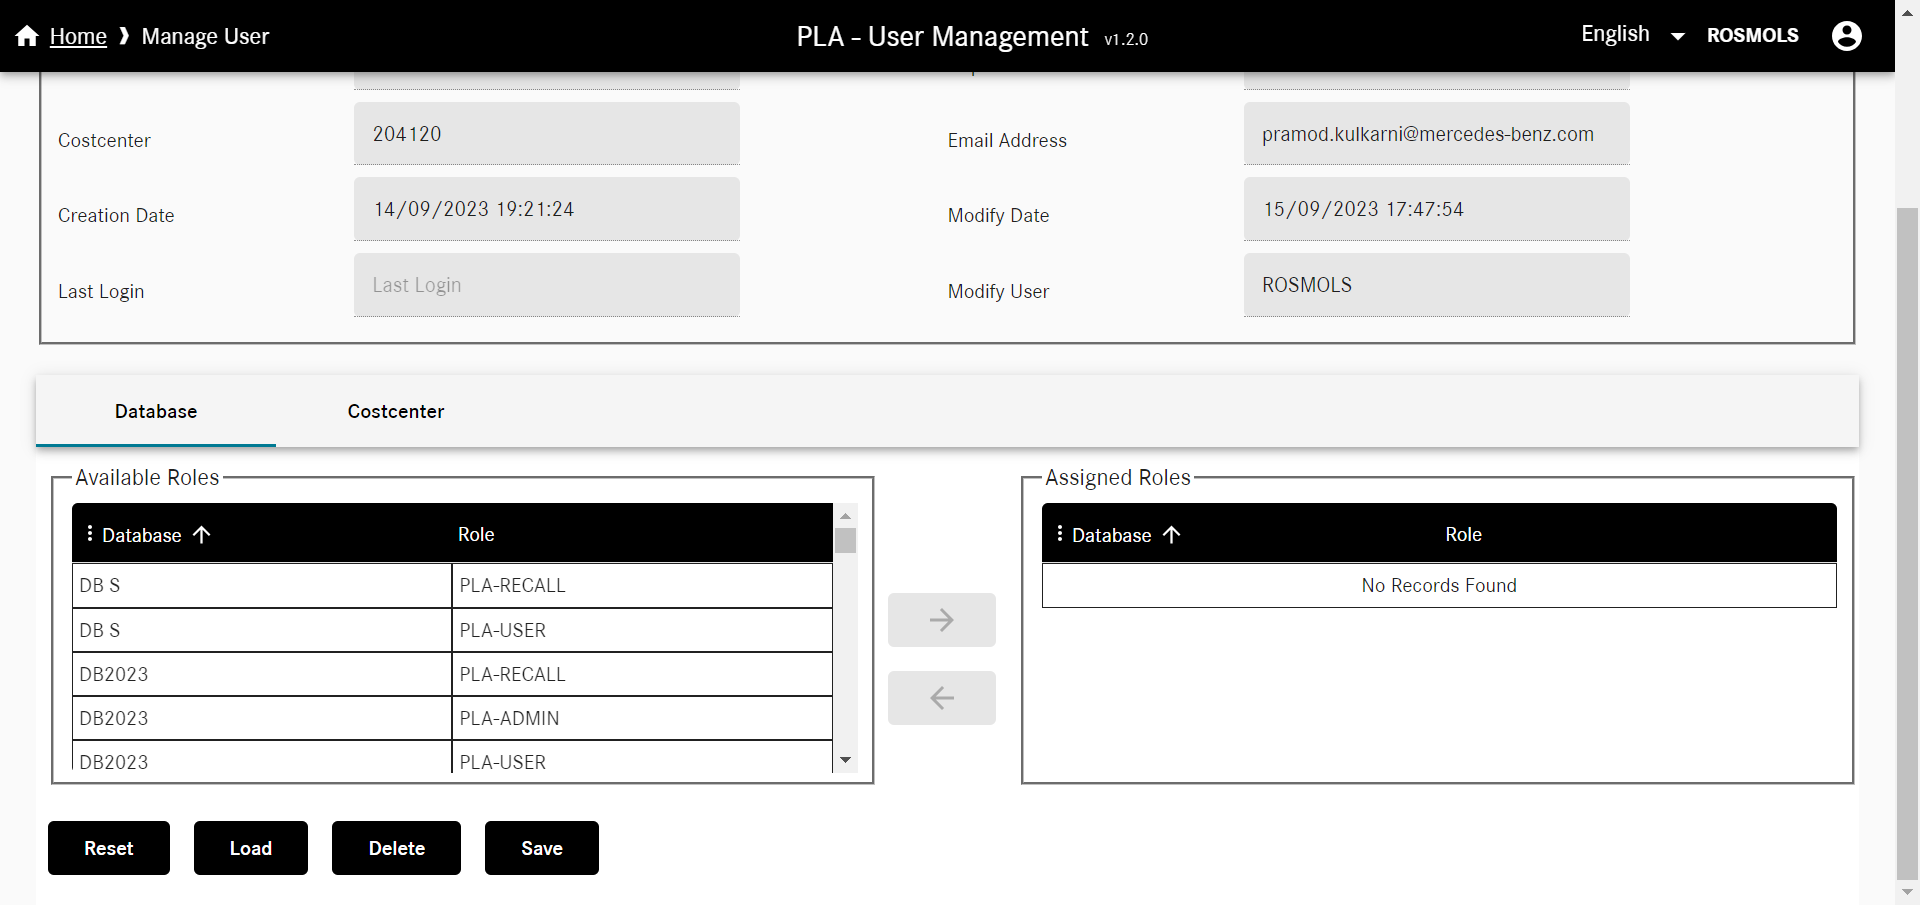 Home ❱ Manage User
PLA - User Management v1.2.0
English ROSMOLS
Costcenter 204120 Email Address pramod.kulkarni@mercedes-benz.com
Creation Date 14/09/2023 19:21:24 Modify Date 15/09/2023 17:47:54
Last Login Last Login Modify User ROSMOLS
Database Costcenter
Available Roles
Database Role
DB S PLA-RECALL
DB S PLA-USER
DB2023 PLA-RECALL
DB2023 PLA-ADMIN
DB2023 PLA-USER
Assigned Roles
Database Role
No Records Found
Reset Load Delete Save